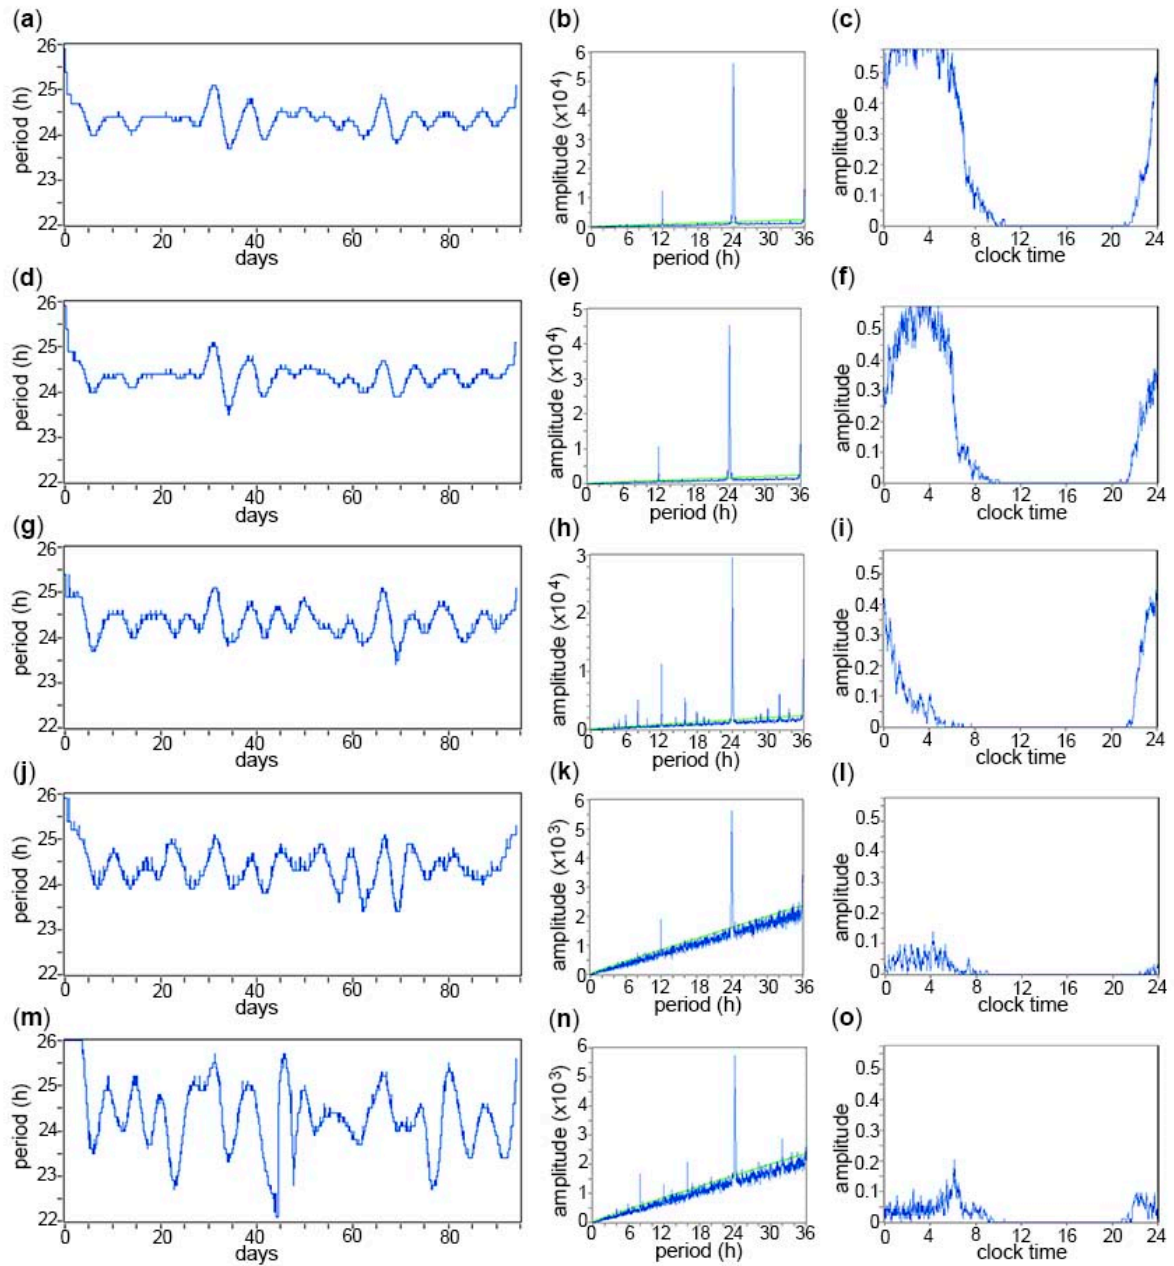 (a) (b) (c)
26 25 24 23 22
period (h)
0 20 40 60 80
days
6 5 4 3 2 1 0
amplitude (x10⁴)
0 6 12 18 24 30 36
period (h)
0.5 0.4 0.3 0.2 0.1 0
amplitude
0 4 8 12 16 20 24
clock time
(d) (e) (f)
26 25 24 23 22
period (h)
0 20 40 60 80
days
5 4 3 2 1 0
amplitude (x10⁴)
0 6 12 18 24 30 36
period (h)
0.5 0.4 0.3 0.2 0.1 0
amplitude
0 4 8 12 16 20 24
clock time
(g) (h) (i)
26 25 24 23 22
period (h)
0 20 40 60 80
days
3 2 1 0
amplitude (x10⁴)
0 6 12 18 24 30 36
period (h)
0.5 0.4 0.3 0.2 0.1 0
amplitude
0 4 8 12 16 20 24
clock time
(j) (k) (l)
26 25 24 23 22
period (h)
0 20 40 60 80
days
6 5 4 3 2 1 0
amplitude (x10³)
0 6 12 18 24 30 36
period (h)
0.5 0.4 0.3 0.2 0.1 0
amplitude
0 4 8 12 16 20 24
clock time
(m) (n) (o)
26 25 24 23 22
period (h)
0 20 40 60 80
days
6 5 4 3 2 1 0
amplitude (x10³)
0 6 12 18 24 30 36
period (h)
0.5 0.4 0.3 0.2 0.1 0
amplitude
0 4 8 12 16 20 24
clock time